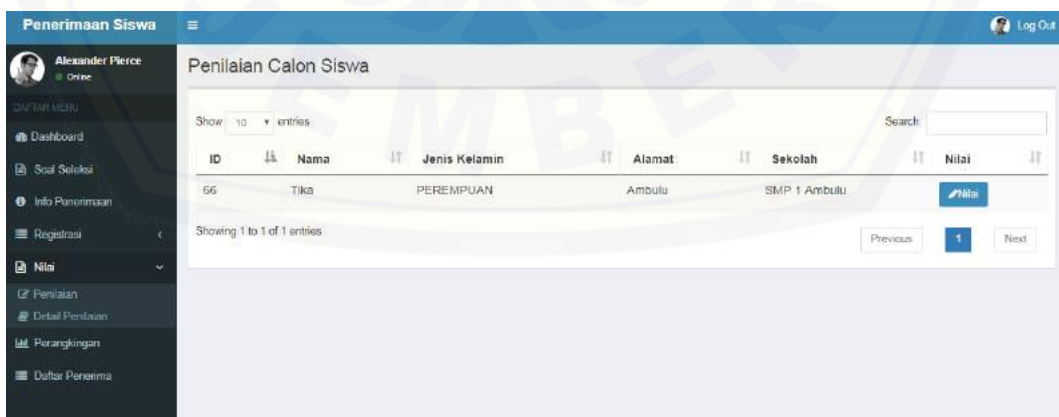 Penerimaan Siswa
Log Out
Alexander Pierce
Online
Penilaian Calon Siswa
DAFTAR MENU
Dashboard
Soal Seleksi
Info Penerimaan
Registrasi
Nilai
Penilaian
Detail Penilaian
Perangkingan
Daftar Penerima
Show 10 entries
Search:
ID Nama Jenis Kelamin Alamat Sekolah Nilai
66 Tika PEREMPUAN Ambulu SMP 1 Ambulu Nilai
Showing 1 to 1 of 1 entries
Previous 1 Next